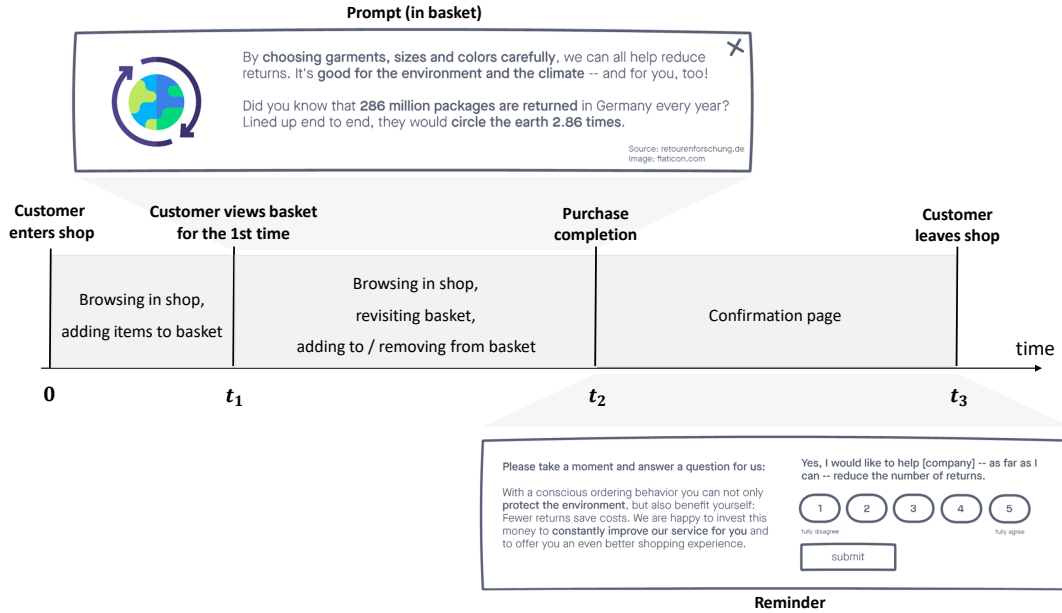 Prompt (in basket)
By choosing garments, sizes and colors carefully, we can all help reduce
returns. It's good for the environment and the climate -- and for you, too!
Did you know that 286 million packages are returned in Germany every year?
Lined up end to end, they would circle the earth 2.86 times.
Source: retourenforschung.de
Image: flaticon.com
Customer
enters shop
Customer views basket
for the 1st time
Purchase
completion
Customer
leaves shop
Browsing in shop,
adding items to basket
Browsing in shop,
revisiting basket,
adding to / removing from basket
Confirmation page
time
0
t₁
t₂
t₃
Please take a moment and answer a question for us:
With a conscious ordering behavior you can not only
protect the environment, but also benefit yourself:
Fewer returns save costs. We are happy to invest this
money to constantly improve our service for you and
to offer you an even better shopping experience.
Yes, I would like to help [company] -- as far as I
can -- reduce the number of returns.
1 2 3 4 5
fully disagree fully agree
submit
Reminder